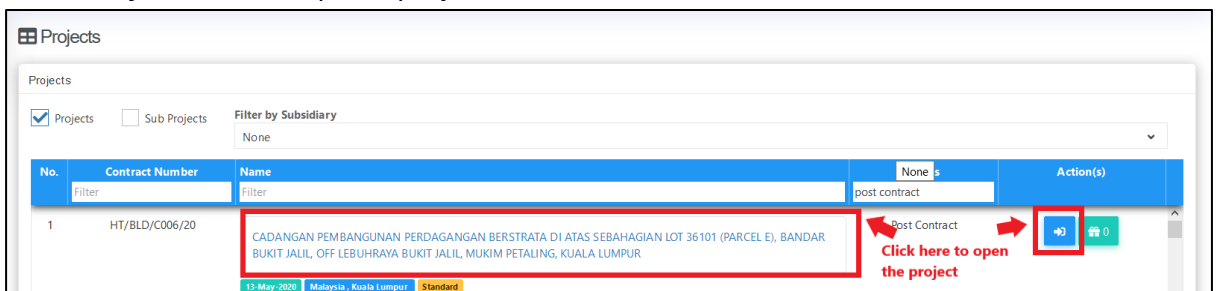 Projects
Projects
Projects Sub Projects Filter by Subsidiary
None
No. Contract Number Name None s Action(s)
Filter Filter post contract
1 HT/BLD/C006/20 CADANGAN PEMBANGUNAN PERDAGANGAN BERSTRATA DI ATAS SEBAHAGIAN LOT 36101 (PARCEL E), BANDAR
BUKIT JALIL, OFF LEBUHRAYA BUKIT JALIL, MUKIM PETALING, KUALA LUMPUR
Post Contract 0
Click here to open
the project
13-May-2020 Malaysia , Kuala Lumpur Standard